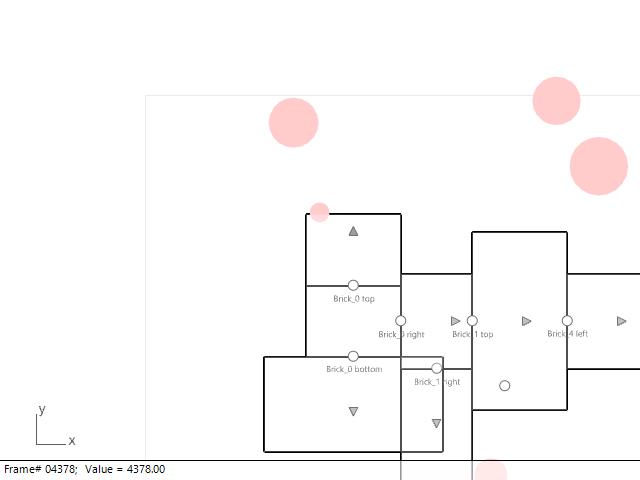 Brick_0 top
Brick_0 right
Brick_1 top
Brick_4 left
Brick_0 bottom
Brick_1 right
y
x
Frame# 04378;  Value = 4378.00